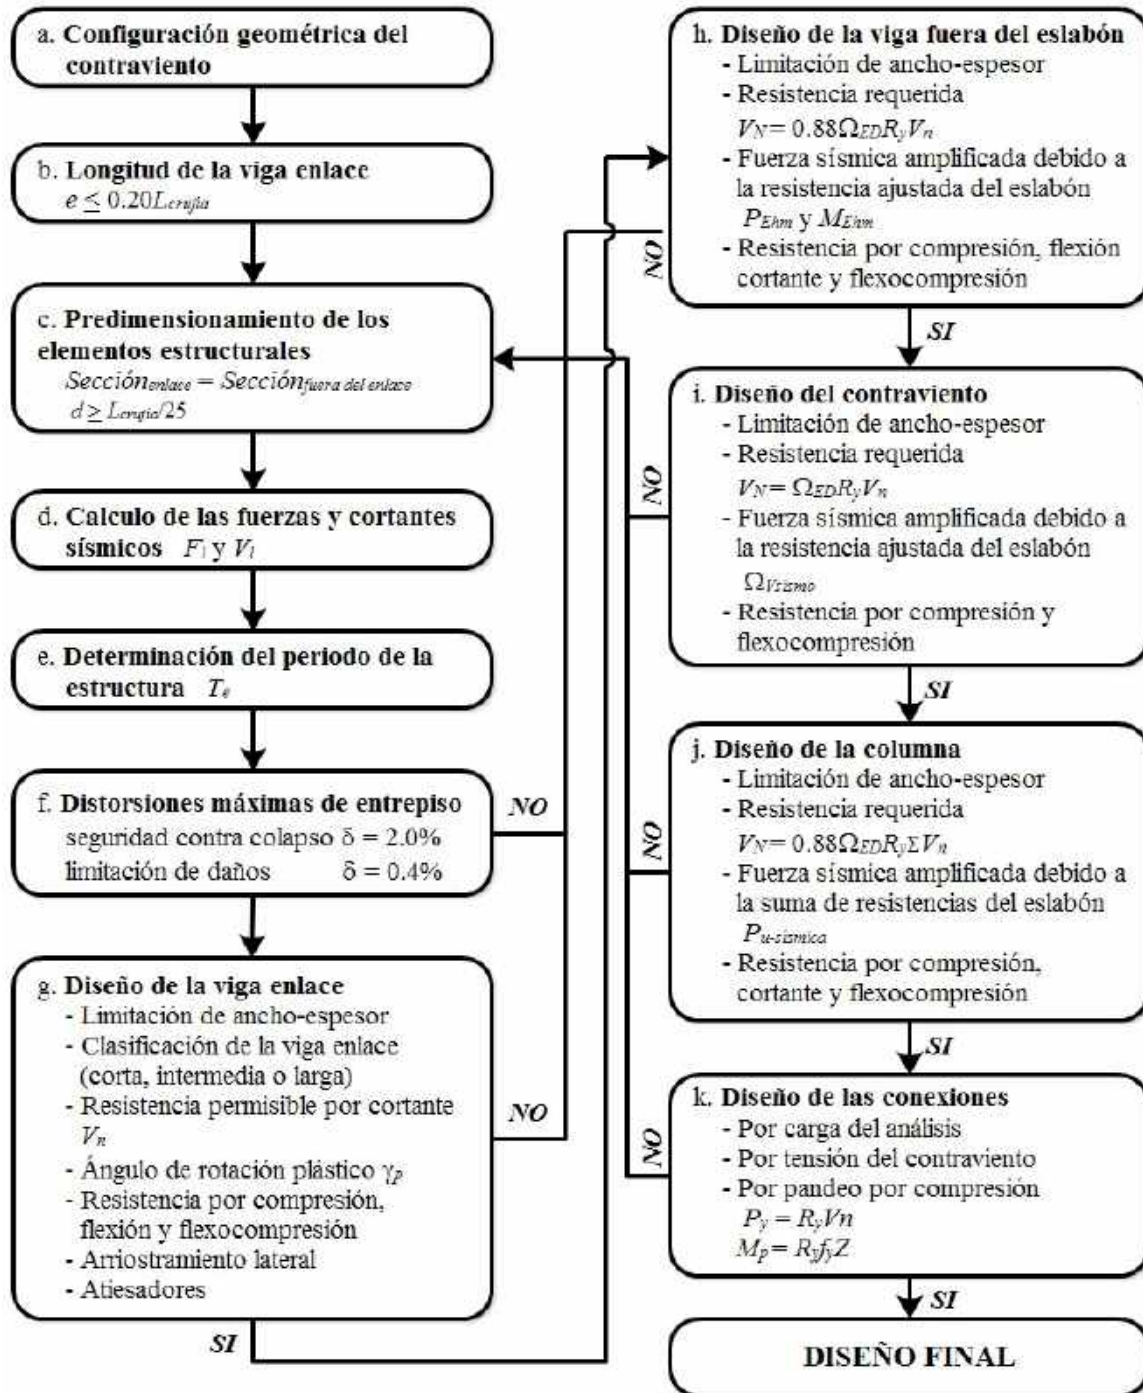 a. Configuración geométrica del
contraviento
b. Longitud de la viga enlace
e ≤ 0.20Lcrujía
c. Predimensionamiento de los
elementos estructurales
Secciónenlace = Secciónfuera del enlace
d ≥ Lcrujía/25
d. Calculo de las fuerzas y cortantes
sísmicos Fi y Vi
e. Determinación del periodo de la
estructura Te
f. Distorsiones máximas de entrepiso
seguridad contra colapso δ = 2.0%
limitación de daños δ = 0.4%
NO
g. Diseño de la viga enlace
- Limitación de ancho-espesor
- Clasificación de la viga enlace
(corta, intermedia o larga)
- Resistencia permisible por cortante
Vn
- Ángulo de rotación plástico γp
- Resistencia por compresión,
flexión y flexocompresión
- Arriostramiento lateral
- Atiesadores
NO
SI
h. Diseño de la viga fuera del eslabón
- Limitación de ancho-espesor
- Resistencia requerida
VN = 0.88ΩEDRyVn
- Fuerza sísmica amplificada debido a
la resistencia ajustada del eslabón
PEhm y MEhm
- Resistencia por compresión, flexión
cortante y flexocompresión
NO
SI
i. Diseño del contraviento
- Limitación de ancho-espesor
- Resistencia requerida
VN = ΩEDRyVn
- Fuerza sísmica amplificada debido a
la resistencia ajustada del eslabón
ΩVsismo
- Resistencia por compresión y
flexocompresión
NO
SI
j. Diseño de la columna
- Limitación de ancho-espesor
- Resistencia requerida
VN = 0.88ΩEDRyΣVn
- Fuerza sísmica amplificada debido a
la suma de resistencias del eslabón
Pu-sísmica
- Resistencia por compresión,
cortante y flexocompresión
NO
SI
k. Diseño de las conexiones
- Por carga del análisis
- Por tensión del contraviento
- Por pandeo por compresión
Py = RyVn
Mp = RyfyZ
NO
SI
DISEÑO FINAL